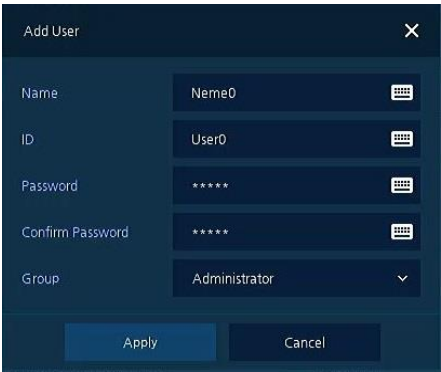 Add User
Name Neme0
ID User0
Password *****
Confirm Password *****
Group Administrator
Apply Cancel